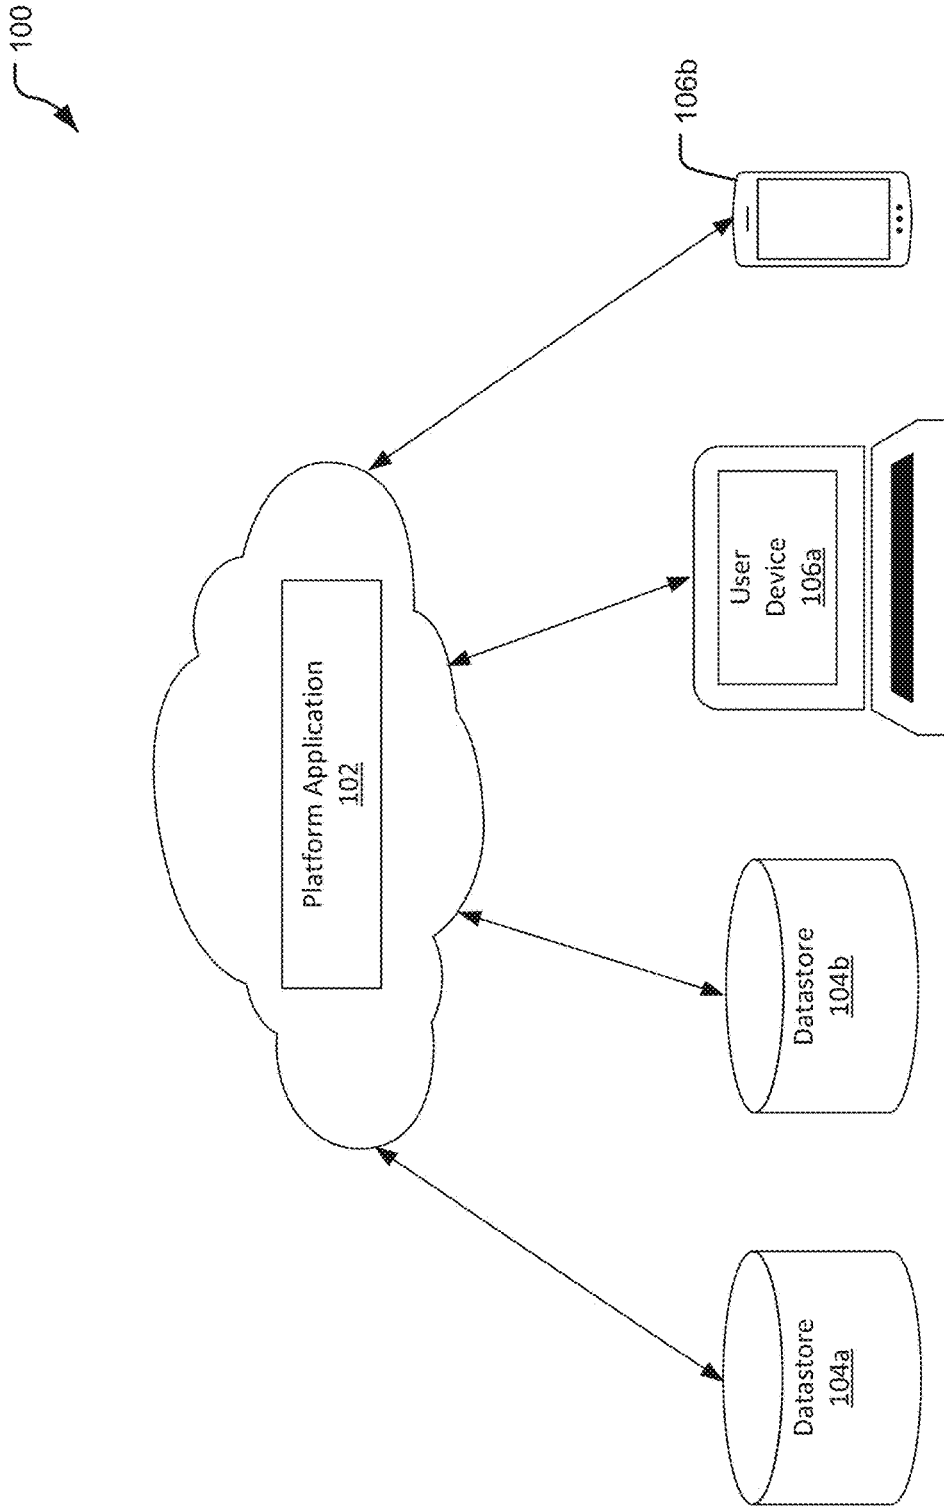 100
Platform Application
102
Datastore
104a
Datastore
104b
User
Device
106a
106b